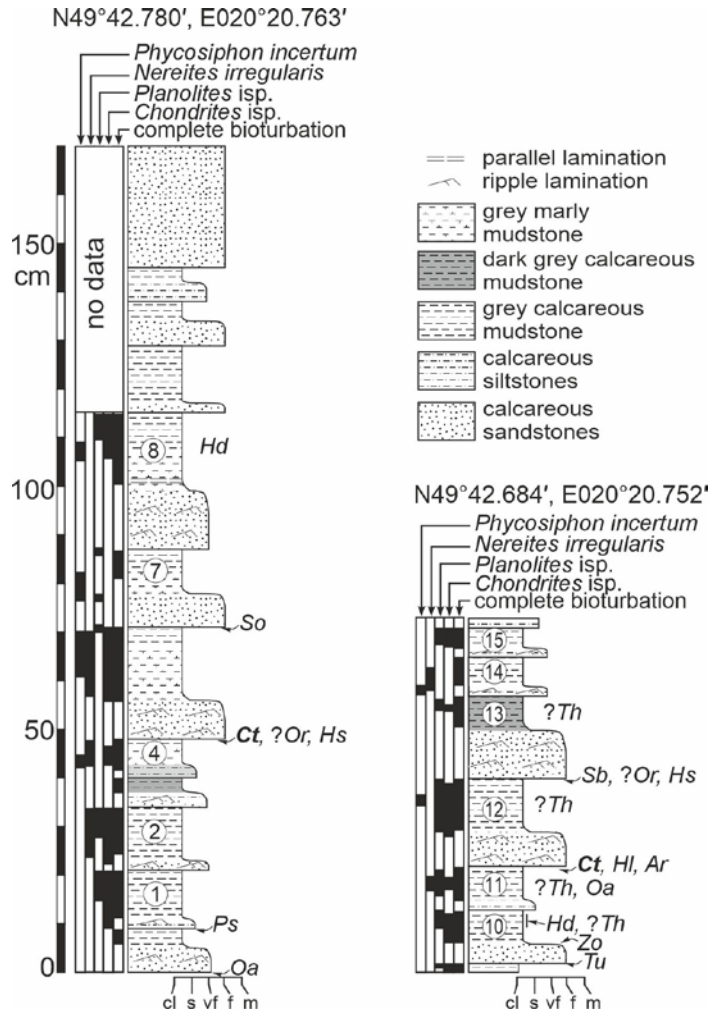 N49°42.780′, E020°20.763′
Phycosiphon incertum
Nereites irregularis
Planolites isp.
Chondrites isp.
complete bioturbation
150
cm
100
50
0
no data
8
Hd
7
So
Ct, ?Or, Hs
4
2
1
Ps
Oa
cl s vf f m
parallel lamination
ripple lamination
grey marly
mudstone
dark grey calcareous
mudstone
grey calcareous
mudstone
calcareous
siltstones
calcareous
sandstones
N49°42.684′, E020°20.752′
Phycosiphon incertum
Nereites irregularis
Planolites isp.
Chondrites isp.
complete bioturbation
15
14
13
?Th
Sb, ?Or, Hs
12
?Th
Ct, Hl, Ar
11
?Th, Oa
10
Hd, ?Th
Zo
Tu
cl s vf f m